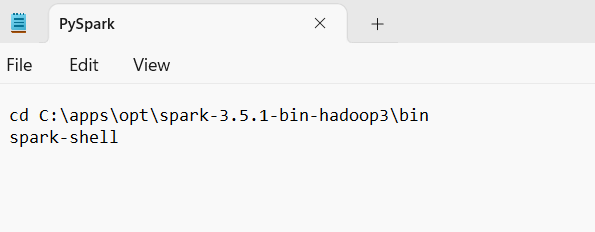 PySpark
File Edit View
cd C:\apps\opt\spark-3.5.1-bin-hadoop3\bin
spark-shell